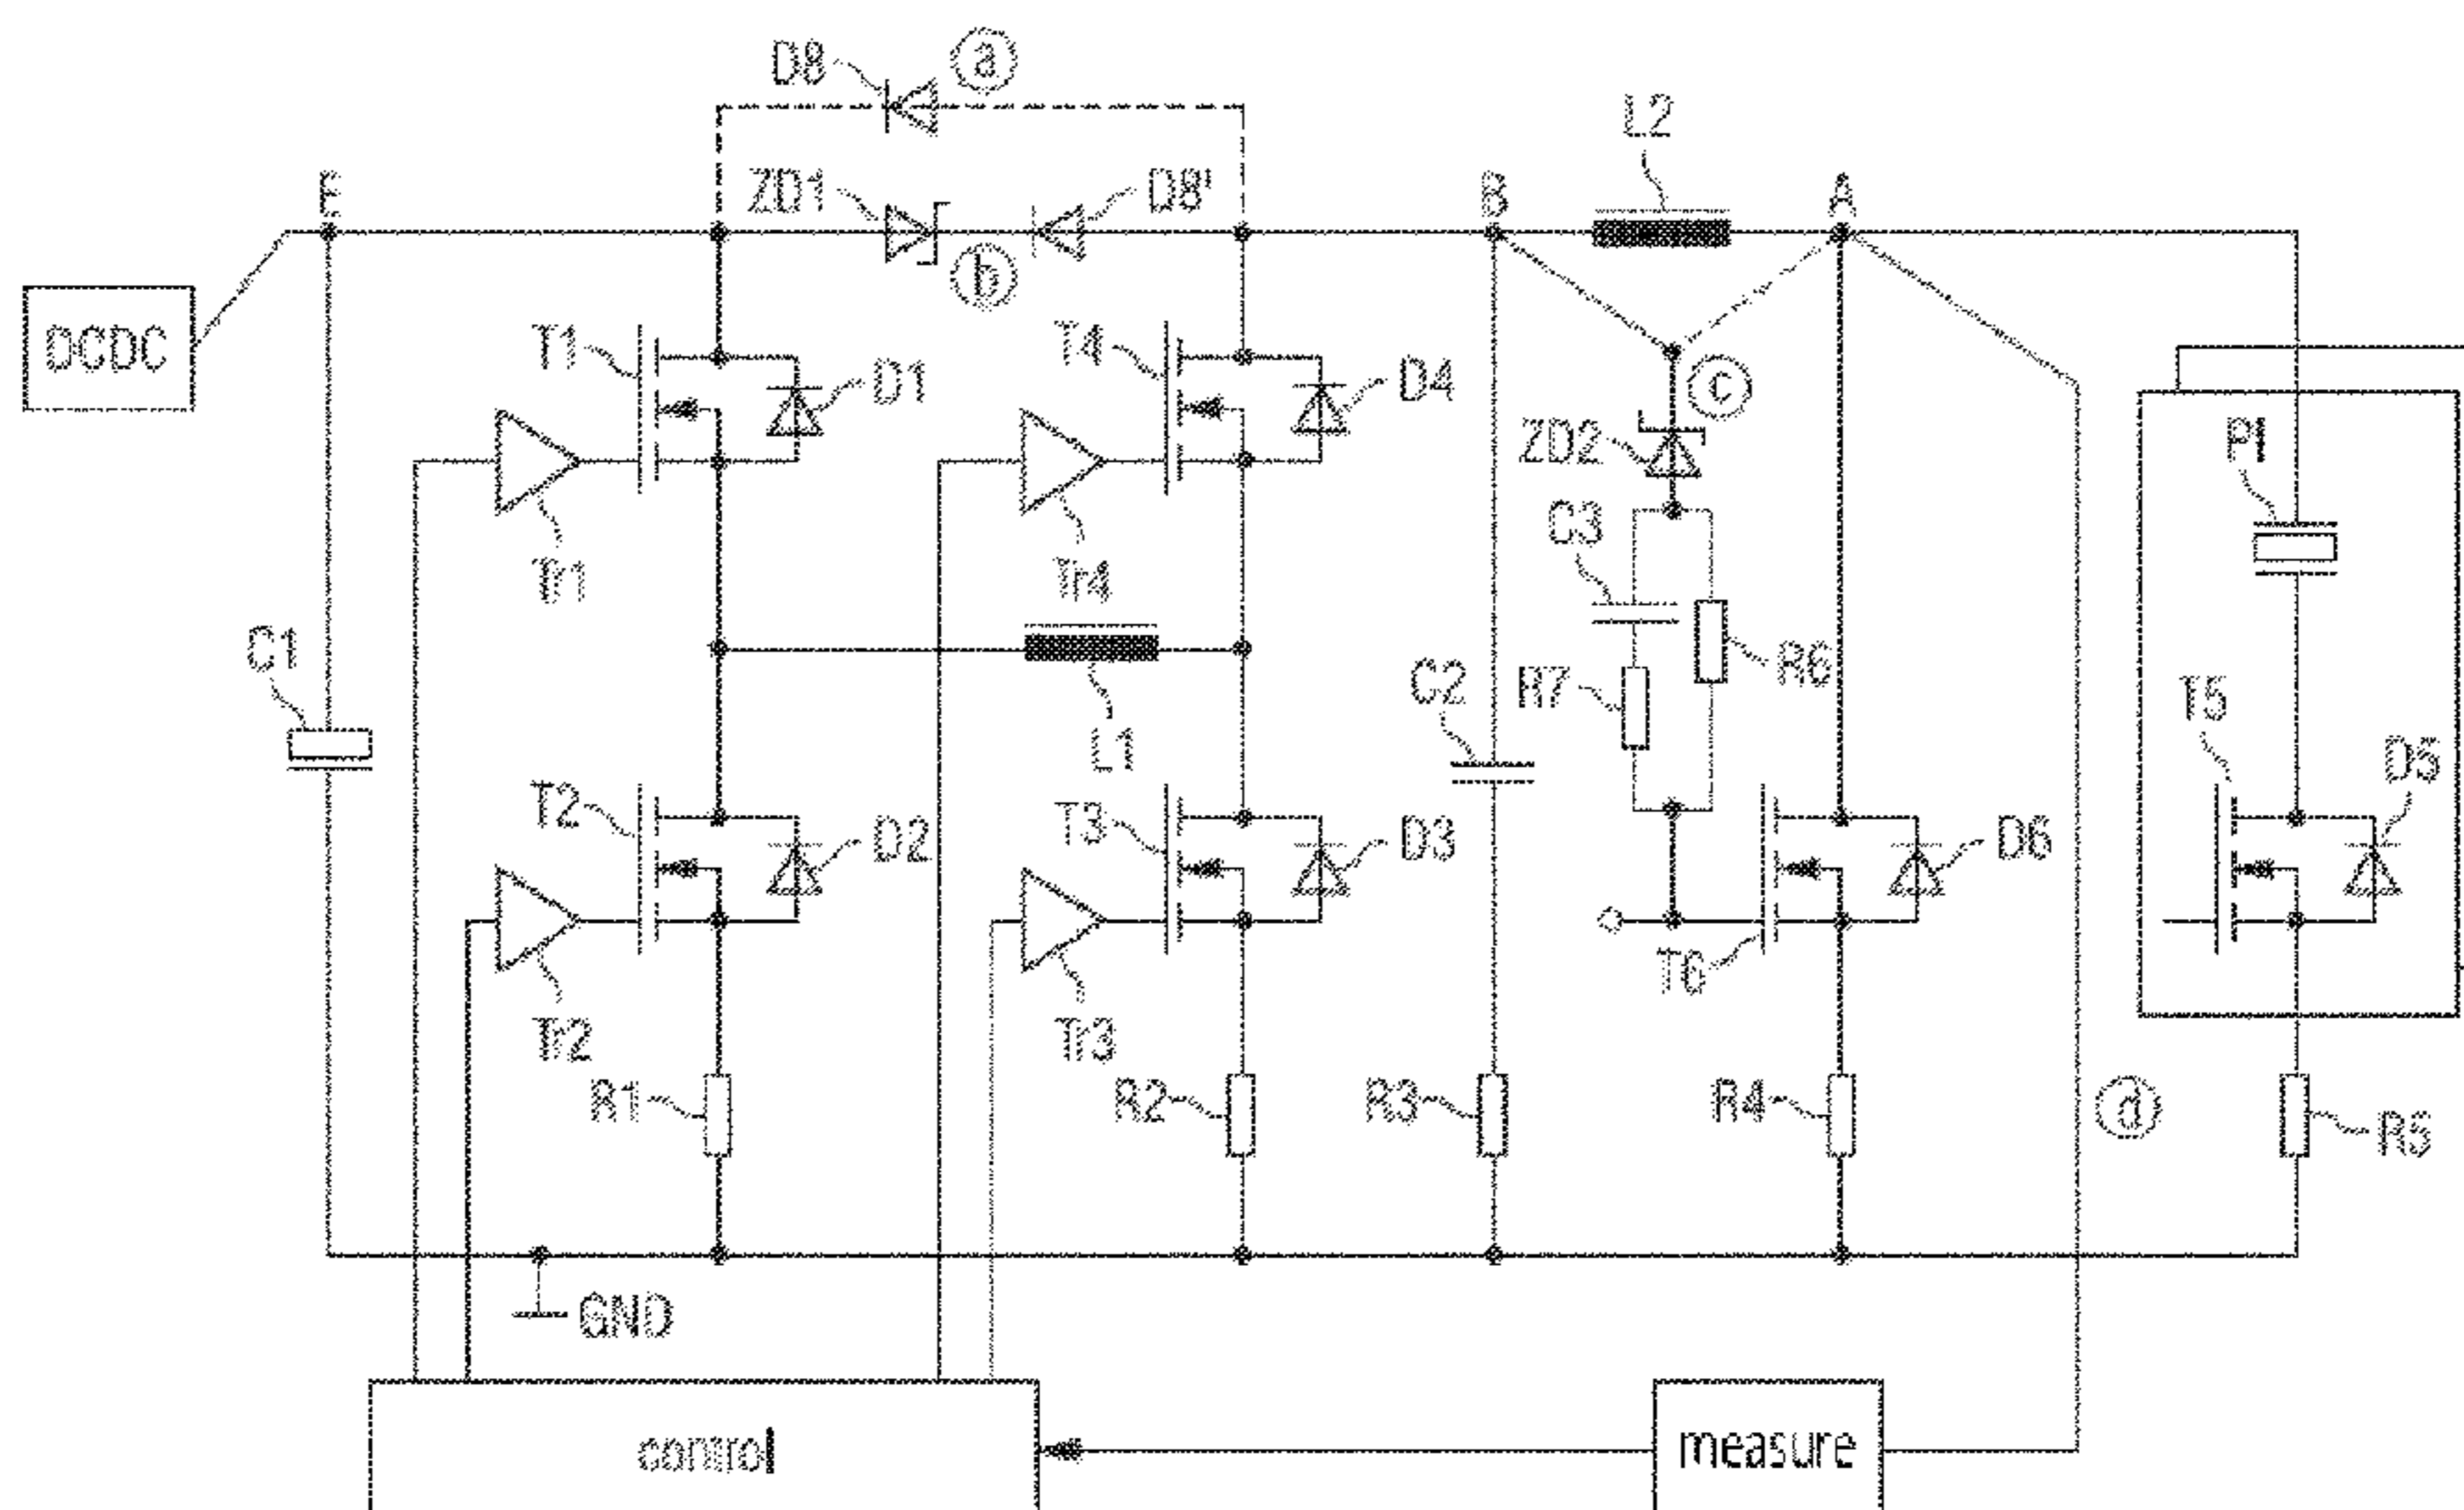 D8
a
L2
E
ZD1
D8'
B
A
b
DCDC
T1
D1
T4
D4
c
ZD2
PI
C3
Tr1
Tr4
C1
R6
C2
R7
T5
L1
T2
D2
T3
D3
D6
D5
T6
Tr2
Tr3
R1
R2
R3
R4
d
R5
GND
control
measure